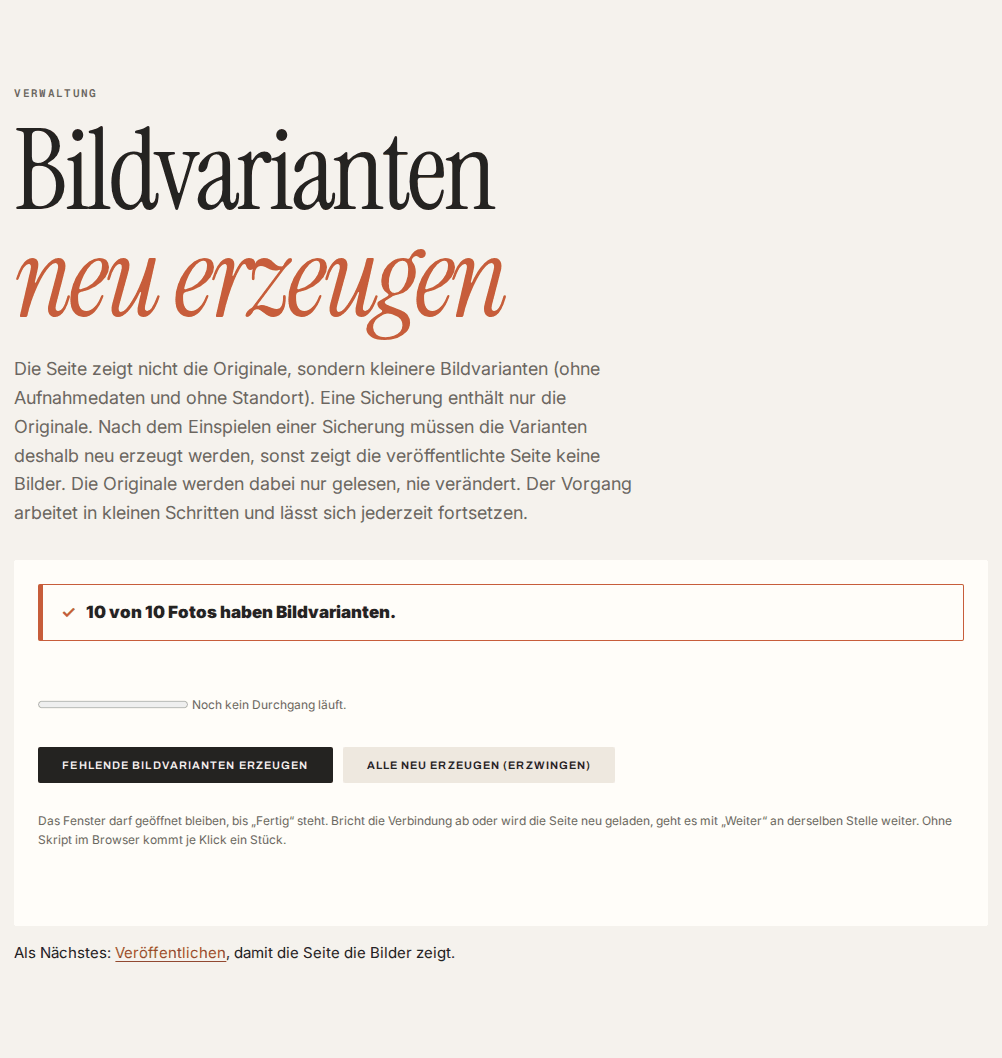 VERWALTUNG
Bildvarianten
neu erzeugen
Die Seite zeigt nicht die Originale, sondern kleinere Bildvarianten (ohne
Aufnahmedaten und ohne Standort). Eine Sicherung enthält nur die
Originale. Nach dem Einspielen einer Sicherung müssen die Varianten
deshalb neu erzeugt werden, sonst zeigt die veröffentlichte Seite keine
Bilder. Die Originale werden dabei nur gelesen, nie verändert. Der Vorgang
arbeitet in kleinen Schritten und lässt sich jederzeit fortsetzen.
✓ 10 von 10 Fotos haben Bildvarianten.
Noch kein Durchgang läuft.
FEHLENDE BILDVARIANTEN ERZEUGEN
ALLE NEU ERZEUGEN (ERZWINGEN)
Das Fenster darf geöffnet bleiben, bis „Fertig“ steht. Bricht die Verbindung ab oder wird die Seite neu geladen, geht es mit „Weiter“ an derselben Stelle weiter. Ohne
Skript im Browser kommt je Klick ein Stück.
Als Nächstes: Veröffentlichen, damit die Seite die Bilder zeigt.